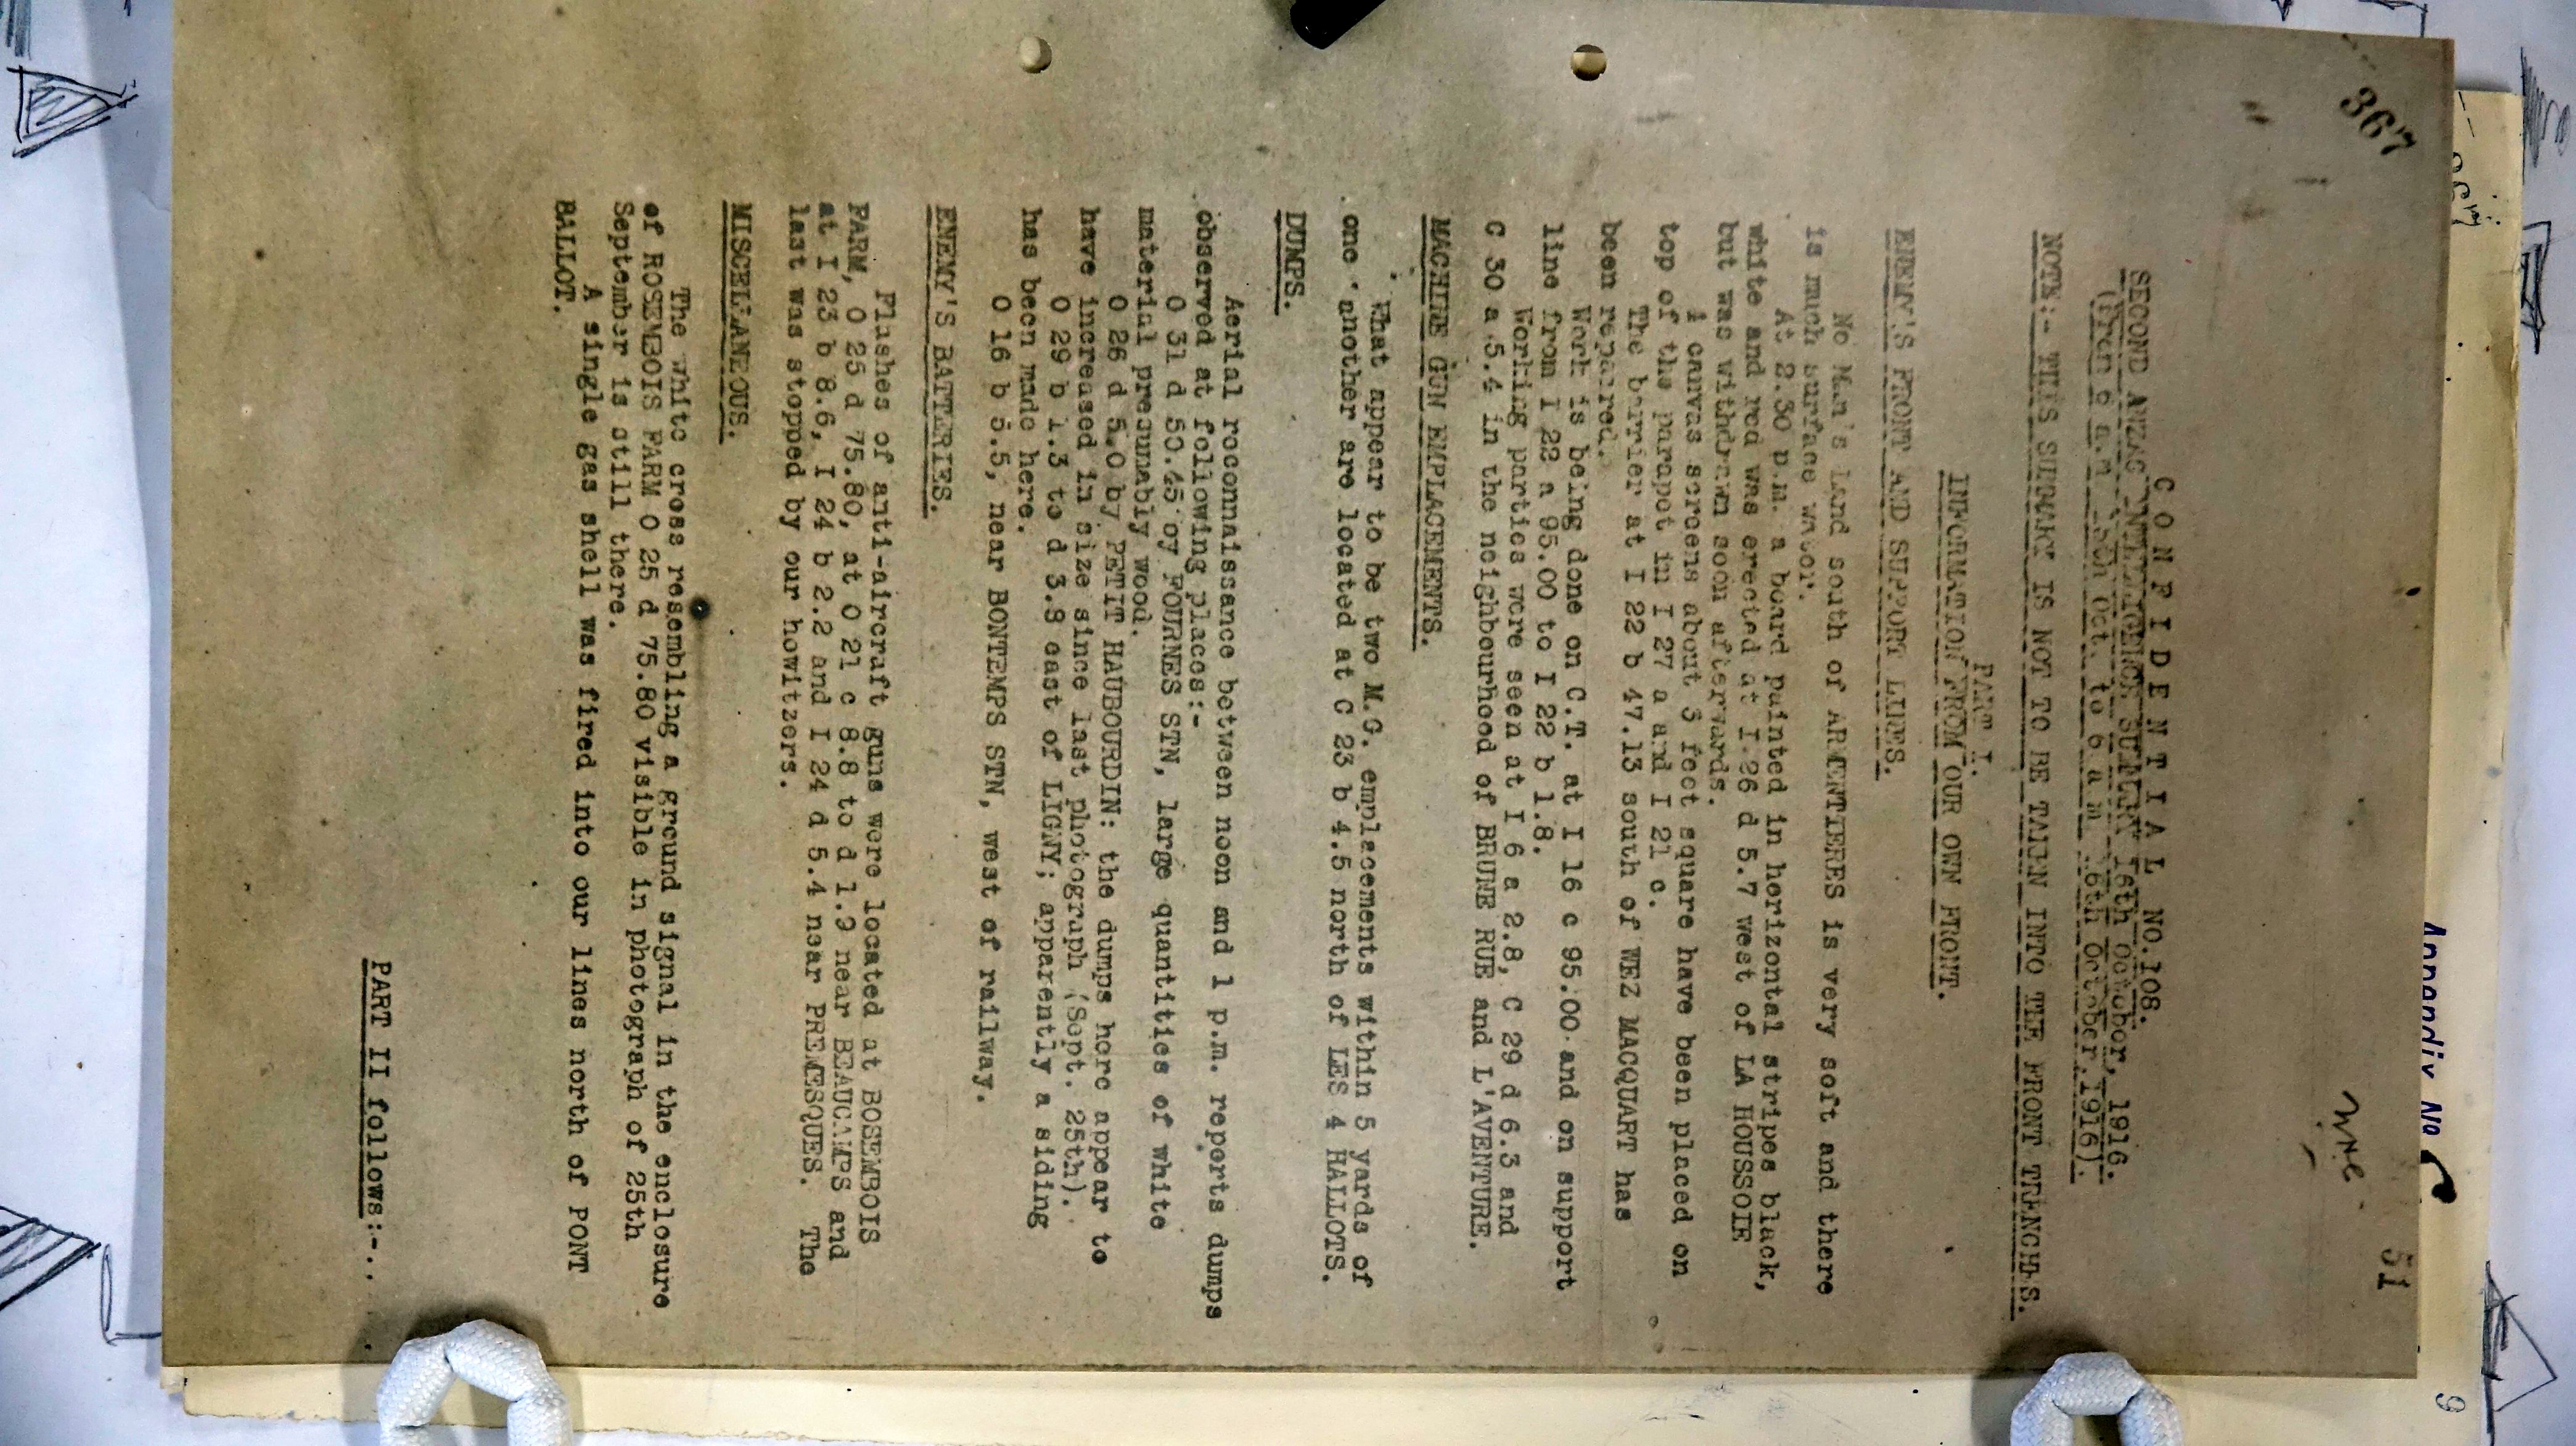 367
51
Appendix No
C O N F I D E N T I A L NO.108.
SECOND ANZAC INTELLIGENCE SUMMARY 16th October, 1916.
(From 6 a.m. Oct. to 6 a m 16th October,1916).
NOTE:- THIS SUMMARY IS NOT TO BE TAKEN INTO THE FRONT TRENCHES.
PART I.
INFORMATION FROM OUR OWN FRONT.
ENEMY'S FRONT AND SUPPORT LINES.
No Man's Land south of ARMENTIERES is very soft and there
is much surface water.
At 2.30 p.m. a board painted in horizontal stripes black,
white and red was erected at I.26 d 5.7 west of LA HOUSSOIE
but was withdrawn soon afterwards.
4 canvas screens about 3 feet square have been placed on
top of the parapet in I 27 a and I 21 c.
The barrier at I 22 b 47.13 south of WEZ MACQUART has
been repaired.
Work is being done on C.T. at I 16 c 95.00 and on support
line from I 22 a 95.00 to I 22 b 1.8.
Working parties were seen at I 6 a 2.8, C 29 d 6.3 and
C 30 a 5.4 in the neighbourhood of BRUNE RUE and L'AVENTURE.
MACHINE GUN EMPLACEMENTS.
What appear to be two M.G. emplacements within 5 yards of
one another are located at C 23 b 4.5 north of LES 4 HALLOTS.
DUMPS.
Aerial reconnaissance between noon and 1 p.m. reports dumps
observed at following places:-
O 31 d 50.45 by FOURNES STN, large quantities of white
material presumably wood.
O 26 d 5.0 by PETIT HAUBOURDIN: the dumps here appear to
have increased in size since last photograph (Sept. 25th).
O 29 b 1.3 to d 3.8 east of LIGNY; apparently a siding
has been made here.
O 16 b 5.5, near BONTEMPS STN, west of railway.
ENEMY'S BATTERIES.
Flashes of anti-aircraft guns were located at BOSEMBOIS
FARM, O 25 d 75.80, at O 21 c 8.8 to d 1.9 near BEAUCAMPS and
at I 23 b 8.6, I 24 b 2.2 and I 24 d 5.4 near PREMESQUES. The
last was stopped by our howitzers.
MISCELLANEOUS.
The white cross resembling a ground signal in the enclosure
of ROSEMBOIS FARM O 25 d 75.80 visible in photograph of 25th
September is still there.
A single gas shell was fired into our lines north of PONT
BALLOT.
PART II follows:-..
9